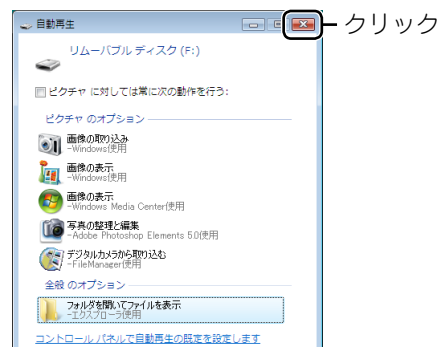 自動再生
クリック
リムーバブル ディスク (F:)
ピクチャ に対しては常に次の動作を行う:
ピクチャ のオプション
画像の取り込み
-Windows使用
画像の表示
-Windows使用
画像の表示
-Windows Media Center使用
写真の整理と編集
-Adobe Photoshop Elements 5.0使用
デジタルカメラから取り込む
-FileManager使用
全般 のオプション
フォルダを開いてファイルを表示
-エクスプローラ使用
コントロール パネルで自動再生の既定を設定します